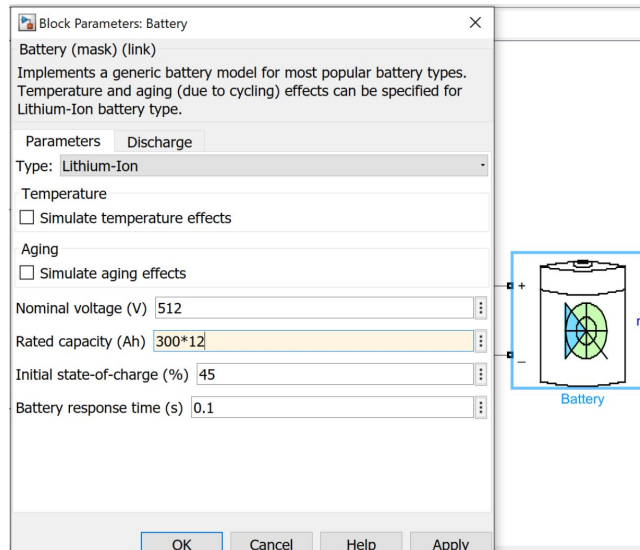 Block Parameters: Battery
Battery (mask) (link)
Implements a generic battery model for most popular battery types.
Temperature and aging (due to cycling) effects can be specified for
Lithium-Ion battery type.
Parameters Discharge
Type: Lithium-Ion
Temperature
Simulate temperature effects
Aging
Simulate aging effects
Nominal voltage (V) 512
Rated capacity (Ah) 300*12
Initial state-of-charge (%) 45
Battery response time (s) 0.1
OK Cancel Help Apply
+
–
Battery